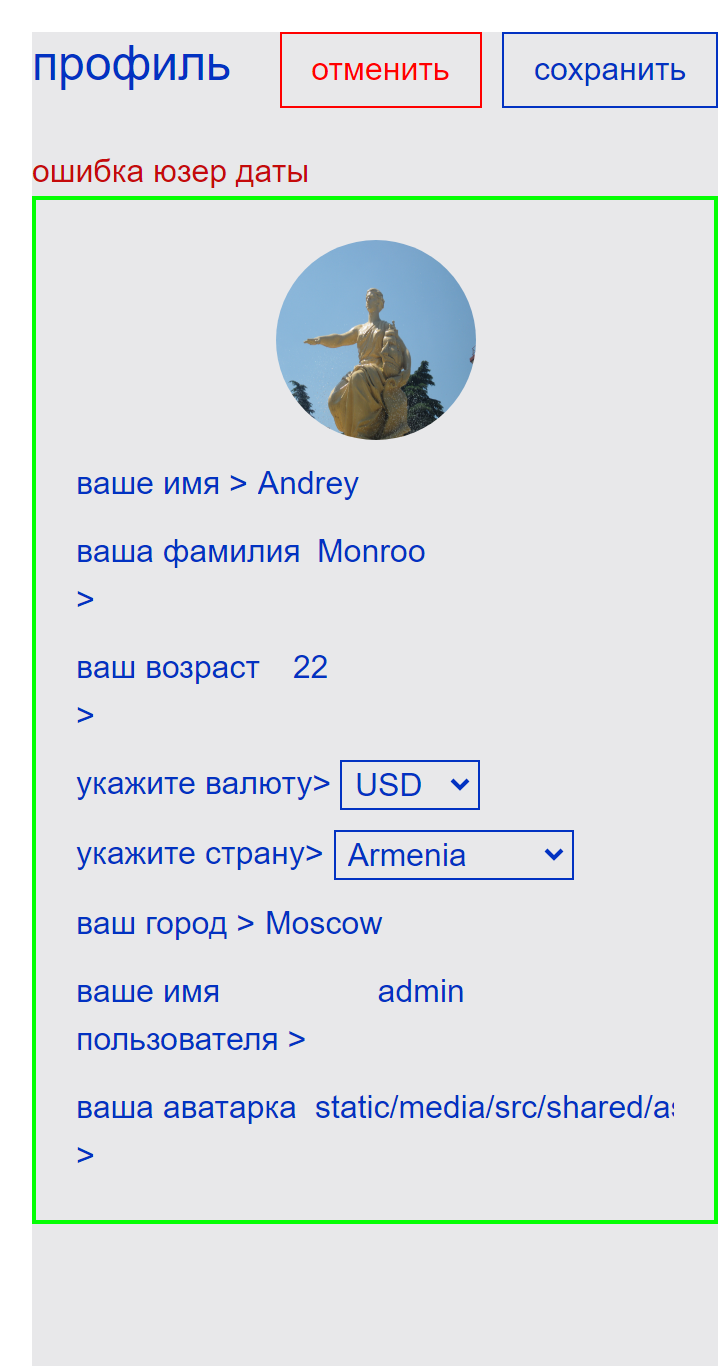 профиль отменить сохранить
ошибка юзер даты
ваше имя > Andrey
ваша фамилия Monroo
>
ваш возраст 22
>
укажите валюту> USD
укажите страну> Armenia
ваш город > Moscow
ваше имя admin
пользователя >
ваша аватарка static/media/src/shared/as
>